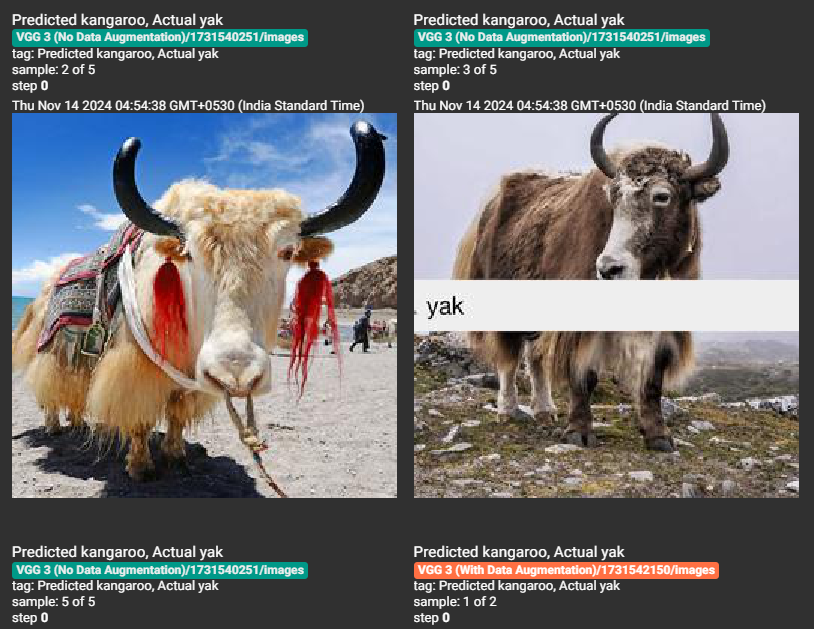 Predicted kangaroo, Actual yak
VGG 3 (No Data Augmentation)/1731540251/images
tag: Predicted kangaroo, Actual yak
sample: 2 of 5
step 0
Thu Nov 14 2024 04:54:38 GMT+0530 (India Standard Time)
Predicted kangaroo, Actual yak
VGG 3 (No Data Augmentation)/1731540251/images
tag: Predicted kangaroo, Actual yak
sample: 3 of 5
step 0
Thu Nov 14 2024 04:54:38 GMT+0530 (India Standard Time)
yak
Predicted kangaroo, Actual yak
VGG 3 (No Data Augmentation)/1731540251/images
tag: Predicted kangaroo, Actual yak
sample: 5 of 5
step 0
Predicted kangaroo, Actual yak
VGG 3 (With Data Augmentation)/1731542150/images
tag: Predicted kangaroo, Actual yak
sample: 1 of 2
step 0